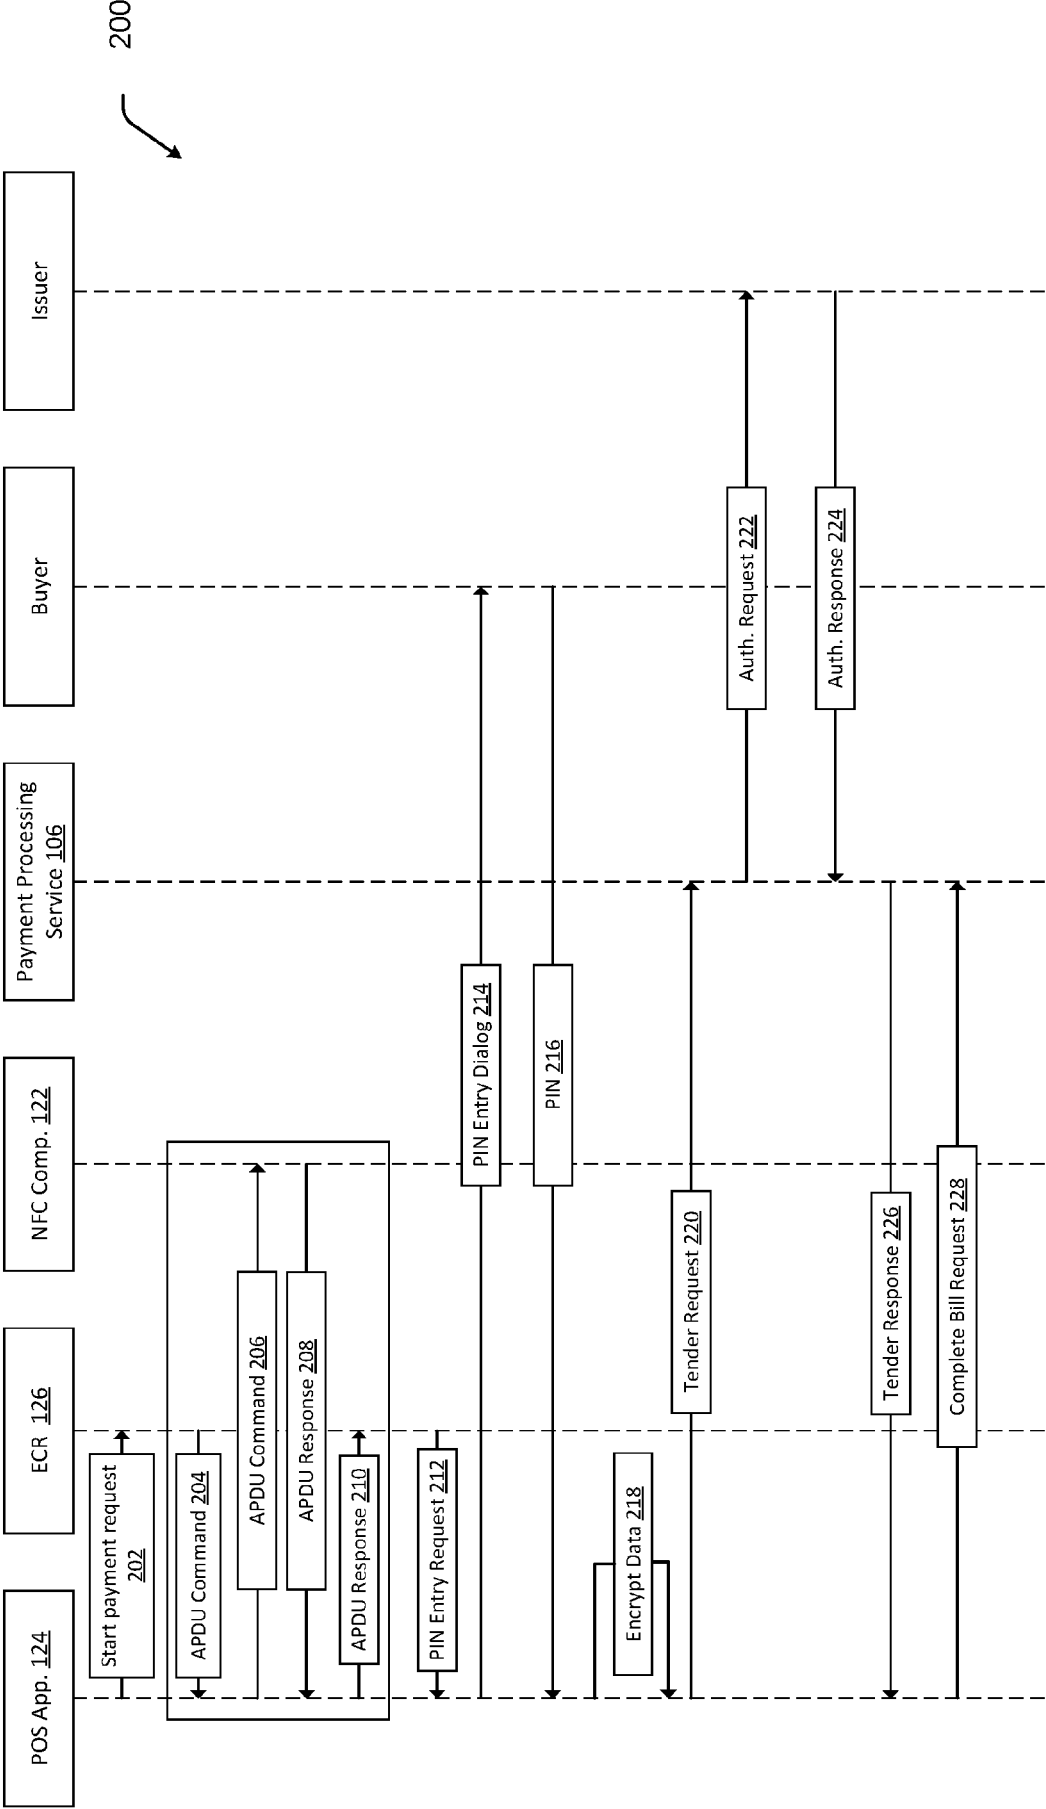 200
POS App. 124
ECR 126
NFC Comp. 122
Payment Processing
Service 106
Buyer
Issuer
Start payment request
202
APDU Command 204
APDU Command 206
APDU Response 208
APDU Response 210
PIN Entry Request 212
PIN Entry Dialog 214
PIN 216
Encrypt Data 218
Tender Request 220
Auth. Request 222
Auth. Response 224
Tender Response 226
Complete Bill Request 228